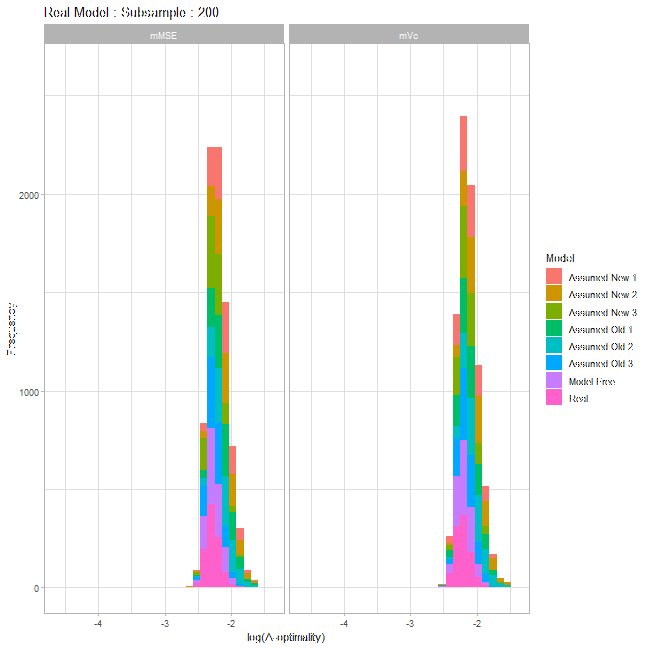 Real Model : Subsample : 200
mMSE
mVc
2000
1000
0
Frequency
-4
-3
-2
-4
-3
-2
log(A-optimality)
Model
Assumed New 1
Assumed New 2
Assumed New 3
Assumed Old 1
Assumed Old 2
Assumed Old 3
Model Free
Real